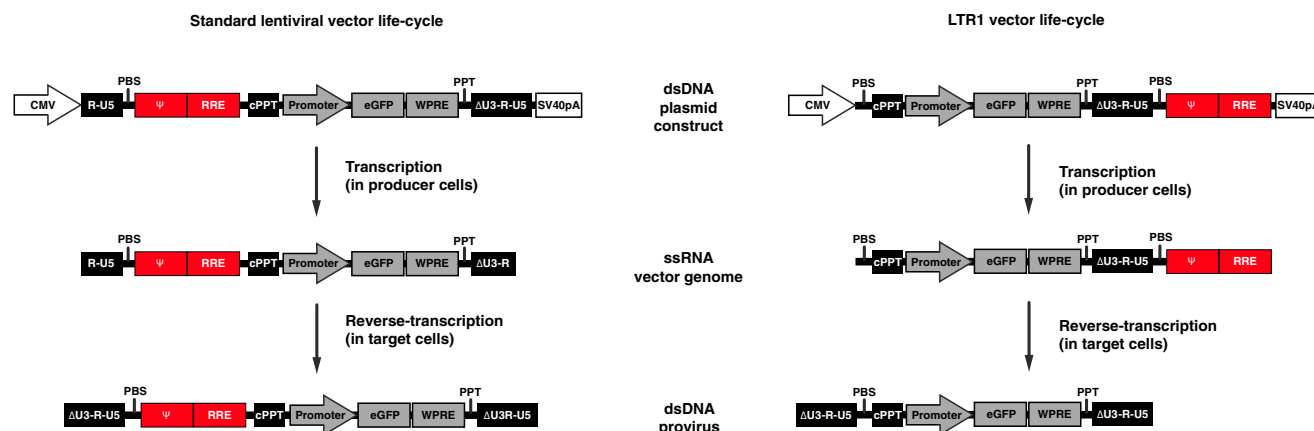 Standard lentiviral vector life-cycle
LTR1 vector life-cycle
PBS
PPT
CMV
R-U5
Ψ
RRE
cPPT
Promoter
eGFP
WPRE
ΔU3-R-U5
SV40pA
dsDNA
plasmid
construct
PBS
PPT
PBS
CMV
cPPT
Promoter
eGFP
WPRE
ΔU3-R-U5
Ψ
RRE
SV40pA
Transcription
(in producer cells)
Transcription
(in producer cells)
PBS
PPT
R-U5
Ψ
RRE
cPPT
Promoter
eGFP
WPRE
ΔU3-R
ssRNA
vector genome
PBS
PPT
PBS
cPPT
Promoter
eGFP
WPRE
ΔU3-R-U5
Ψ
RRE
Reverse-transcription
(in target cells)
Reverse-transcription
(in target cells)
PBS
PPT
ΔU3-R-U5
Ψ
RRE
cPPT
Promoter
eGFP
WPRE
ΔU3R-U5
dsDNA
provirus
PBS
PPT
ΔU3-R-U5
cPPT
Promoter
eGFP
WPRE
ΔU3-R-U5